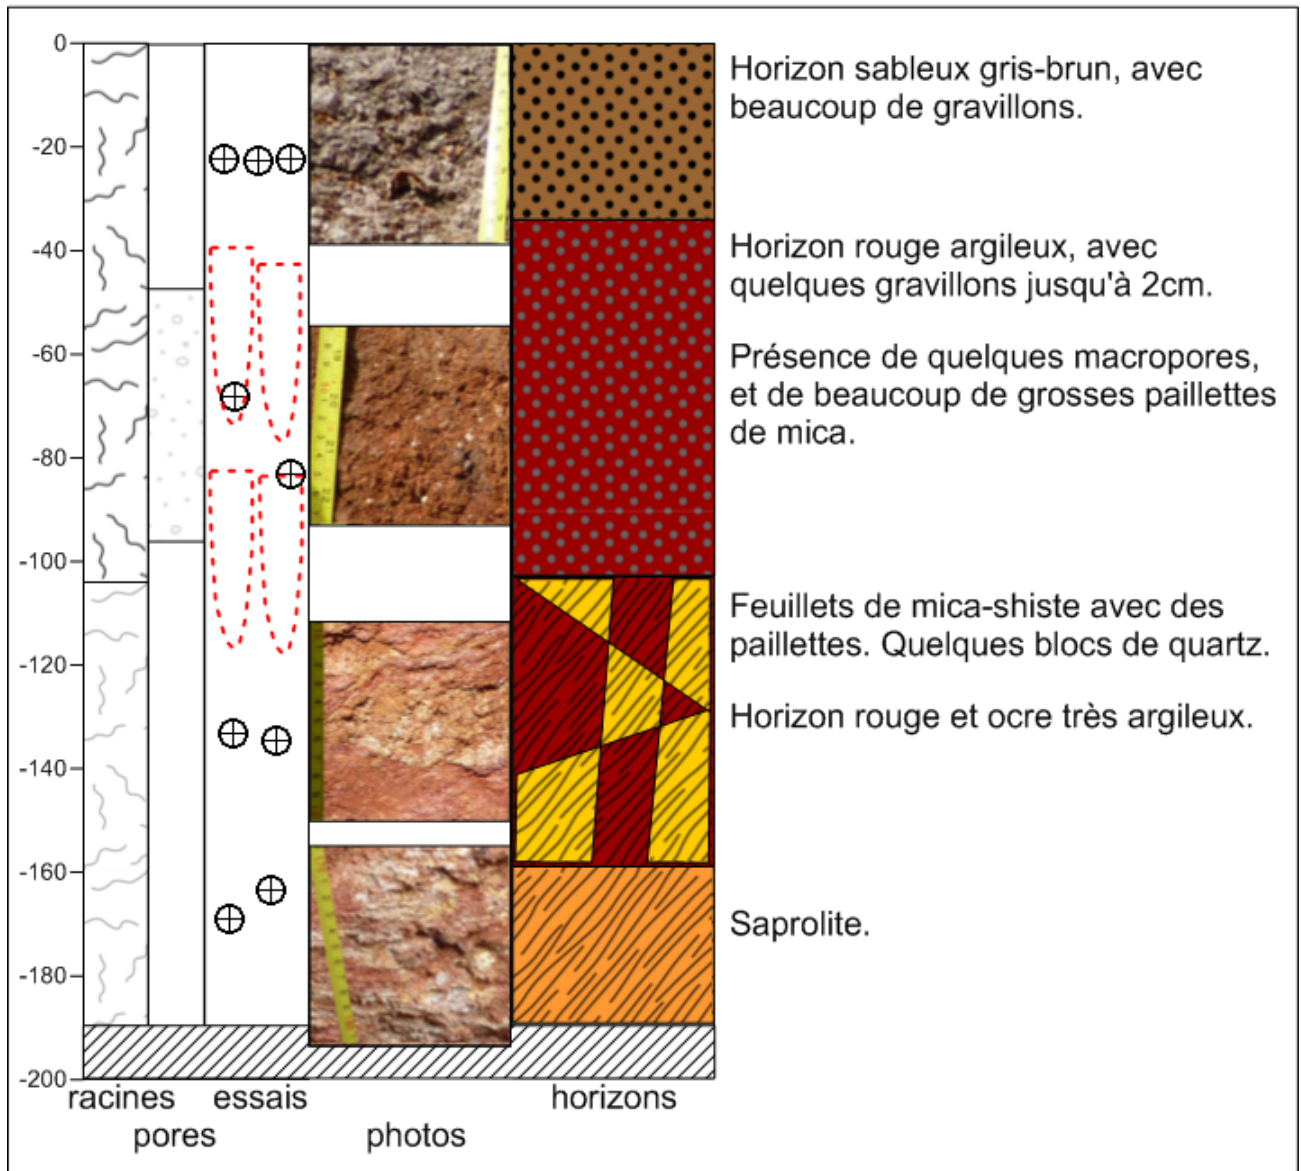 0
-20
-40
-60
-80
-100
-120
-140
-160
-180
-200
Horizon sableux gris-brun, avec
beaucoup de gravillons.
Horizon rouge argileux, avec
quelques gravillons jusqu'à 2cm.
Présence de quelques macropores,
et de beaucoup de grosses paillettes
de mica.
Feuillets de mica-shiste avec des
paillettes. Quelques blocs de quartz.
Horizon rouge et ocre très argileux.
Saprolite.
racines
essais
horizons
pores
photos